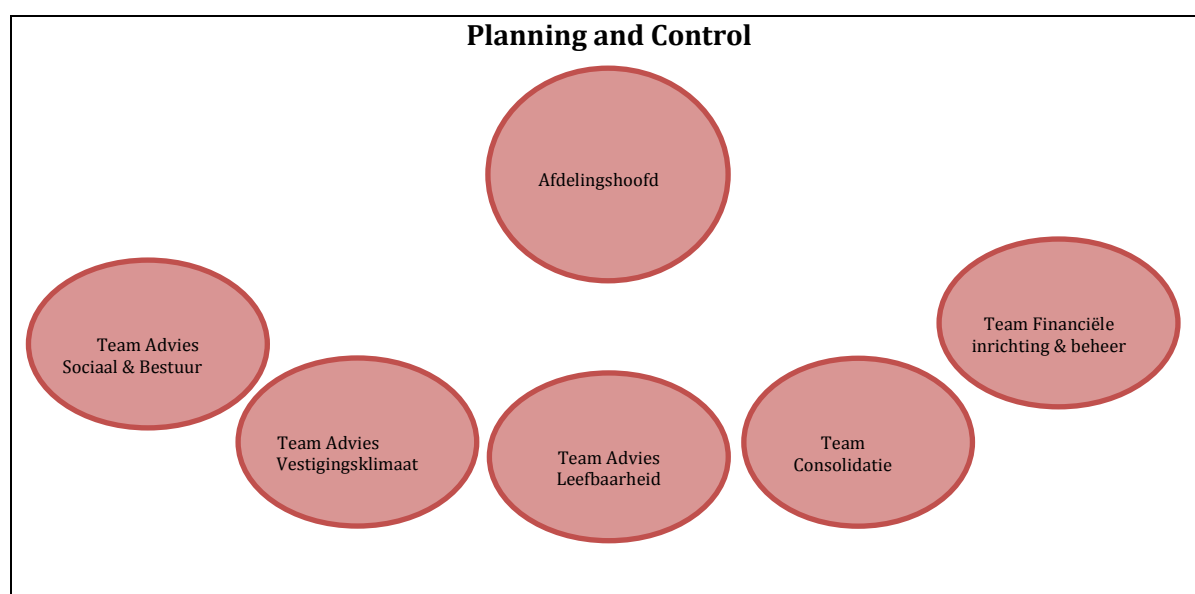 Planning and Control
Afdelingshoofd
Team Advies
Sociaal & Bestuur
Team Advies
Vestigingsklimaat
Team Advies
Leefbaarheid
Team
Consolidatie
Team Financiële
inrichting & beheer